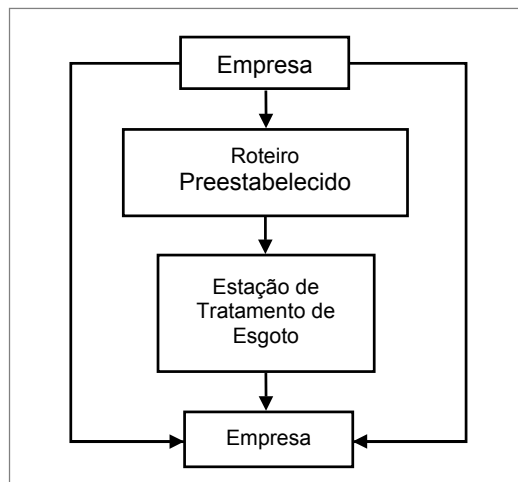 Empresa
Roteiro
Preestabelecido
Estação de
Tratamento de
Esgoto
Empresa